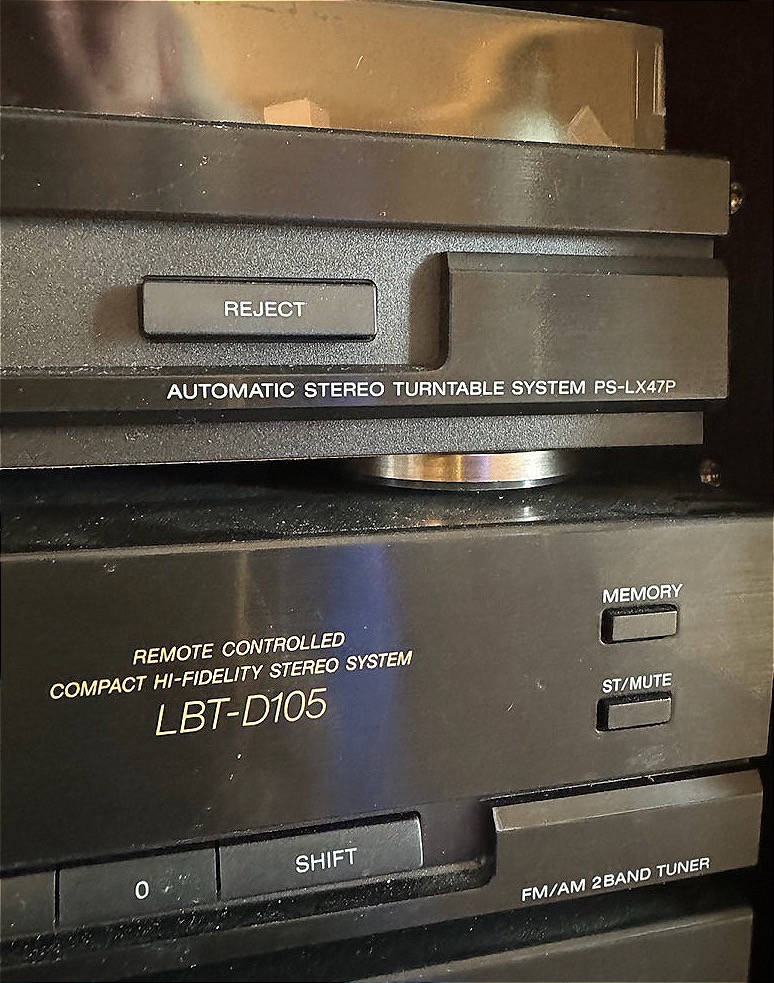 REJECT
AUTOMATIC STEREO TURNTABLE SYSTEM PS-LX47P
MEMORY
REMOTE CONTROLLED
COMPACT HI-FIDELITY STEREO SYSTEM
LBT-D105
ST/MUTE
0
SHIFT
FM/AM 2BAND TUNER